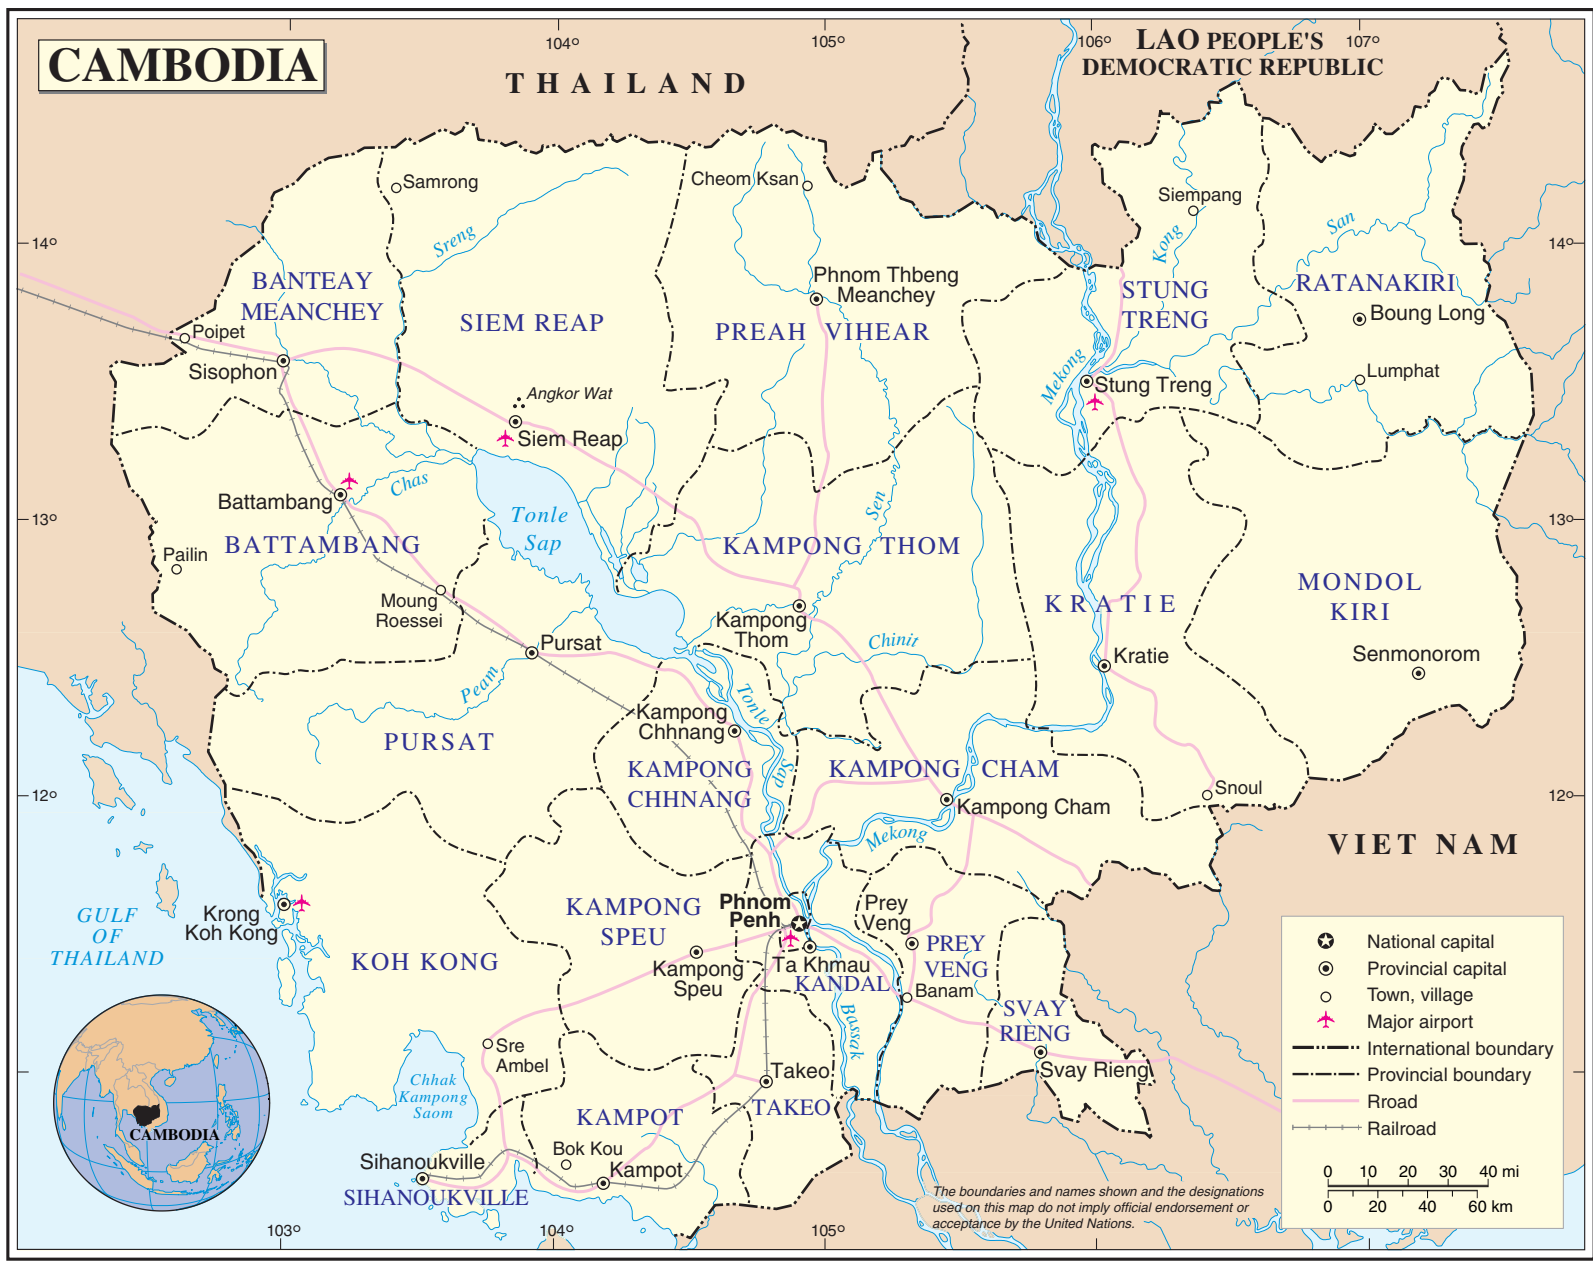 CAMBODIA
104°
105°
106°
107°
THAILAND
LAO PEOPLE'S
DEMOCRATIC REPUBLIC
Samrong
Cheom Ksan
Siempang
Sreng
Kong
San
14°
14°
BANTEAY
MEANCHEY
SIEM REAP
Phnom Thbeng
Meanchey
PREAH VIHEAR
STUNG
TRENG
RATANAKIRI
Boung Long
Poipet
Sisophon
Mekong
Stung Treng
Lumphat
Angkor Wat
Siem Reap
Chas
Battambang
Tonle
Sap
Sen
13°
13°
BATTAMBANG
KAMPONG THOM
Pailin
MONDOL
KIRI
Moung
Roessei
KRATIE
Kampong
Thom
Pursat
Chinit
Kratie
Senmonorom
Peam
Tonle
Sap
Kampong
Chhnang
PURSAT
KAMPONG
CHHNANG
KAMPONG CHAM
Kampong Cham
Snoul
12°
12°
Mekong
VIET NAM
GULF
OF
THAILAND
Krong
Koh Kong
KAMPONG
SPEU
Phnom
Penh
Prey
Veng
PREY
VENG
KOH KONG
Kampong
Speu
Ta Khmau
KANDAL
Banam
Bassak
SVAY
RIENG
Svay Rieng
Sre
Ambel
Chhak
Kampong
Saom
Takeo
TAKEO
KAMPOT
Bok Kou
Kampot
Sihanoukville
SIHANOUKVILLE
CAMBODIA
National capital
Provincial capital
Town, village
Major airport
International boundary
Provincial boundary
Rroad
Railroad
0 10 20 30 40 mi
0 20 40 60 km
The boundaries and names shown and the designations
used on this map do not imply official endorsement or
acceptance by the United Nations.
103°
104°
105°